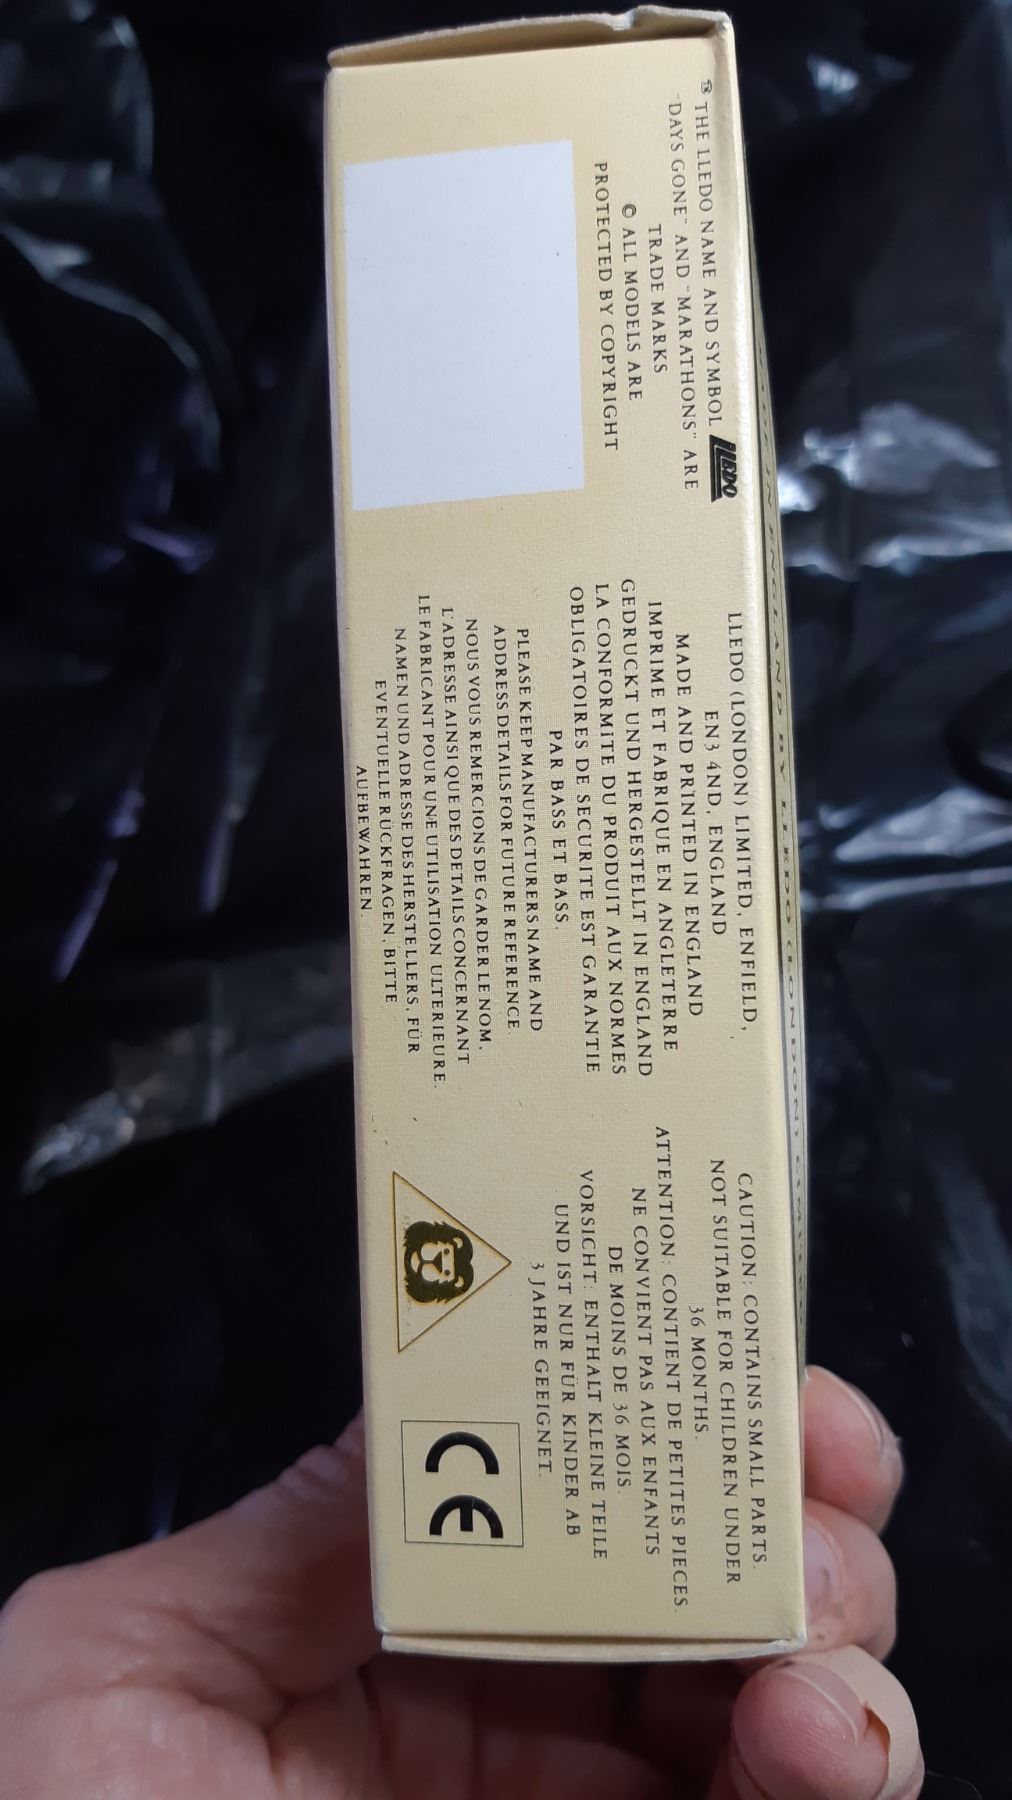 ® THE LLEDO NAME AND SYMBOL LLEDO
"DAYS GONE" AND "MARATHONS" ARE
TRADE MARKS
© ALL MODELS ARE
PROTECTED BY COPYRIGHT
LLEDO (LONDON) LIMITED, ENFIELD,
EN3 4ND, ENGLAND
MADE AND PRINTED IN ENGLAND
IMPRIME ET FABRIQUE EN ANGLETERRE
GEDRUCKT UND HERGESTELLT IN ENGLAND
LA CONFORMITE DU PRODUIT AUX NORMES
OBLIGATOIRES DE SECURITE EST GARANTIE
PAR BASS ET BASS.
PLEASE KEEP MANUFACTURERS NAME AND
ADDRESS DETAILS FOR FUTURE REFERENCE
NOUS VOUS REMERCIONS DE GARDER LE NOM,
L'ADRESSE AINSI QUE DES DETAILS CONCERNANT
LE FABRICANT POUR UNE UTILISATION ULTERIEURE.
NAMEN UND ADRESSE DES HERSTELLERS, FÜR
EVENTUELLE RÜCKFRAGEN, BITTE
AUFBEWAHREN.
CAUTION: CONTAINS SMALL PARTS.
NOT SUITABLE FOR CHILDREN UNDER
36 MONTHS.
ATTENTION: CONTIENT DE PETITES PIECES.
NE CONVIENT PAS AUX ENFANTS
DE MOINS DE 36 MOIS.
VORSICHT: ENTHALT KLEINE TEILE
UND IST NUR FÜR KINDER AB
3 JAHRE GEEIGNET.
CE
IN ENGLAND BY LLEDO (LONDON)